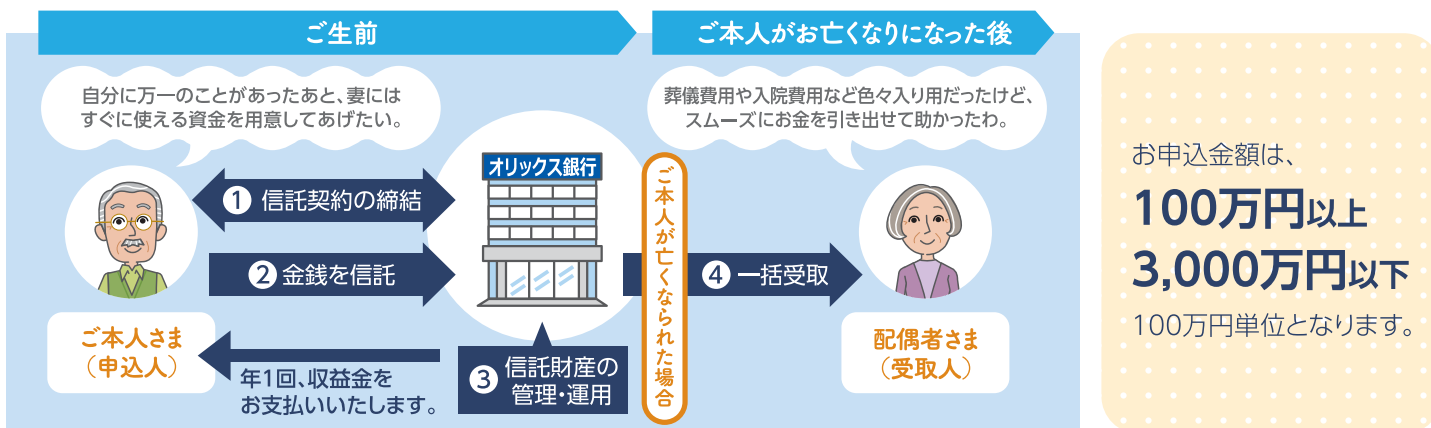 ご生前
ご本人がお亡くなりになった後
自分に万一のことがあったあと、妻には
すぐに使える資金を用意してあげたい。
葬儀費用や入院費用など色々入り用だったけど、
スムーズにお金を引き出せて助かったわ。
オリックス銀行
1 信託契約の締結
2 金銭を信託
ご本人が亡くなられた場合
4 一括受取
ご本人さま
（申込人）
年1回、収益金を
お支払いいたします。
3 信託財産の
管理・運用
配偶者さま
（受取人）
お申込金額は、
100万円以上
3,000万円以下
100万円単位となります。